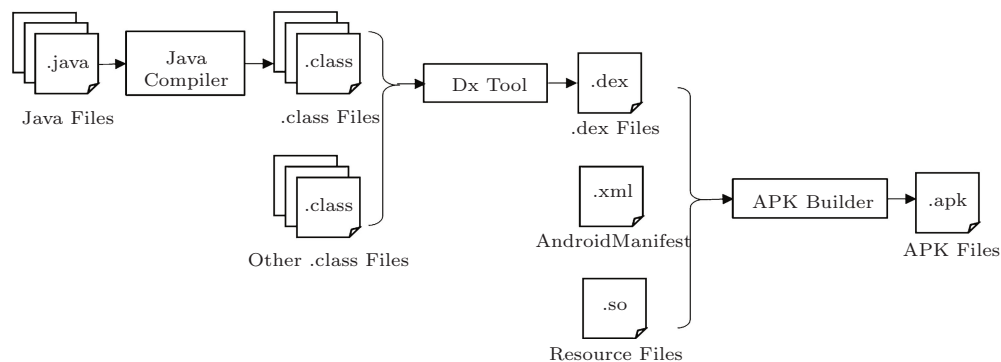 .java
Java Files
Java
Compiler
.class
.class Files
.class
Other .class Files
Dx Tool
.dex
.dex Files
.xml
AndroidManifest
.so
Resource Files
APK Builder
.apk
APK Files